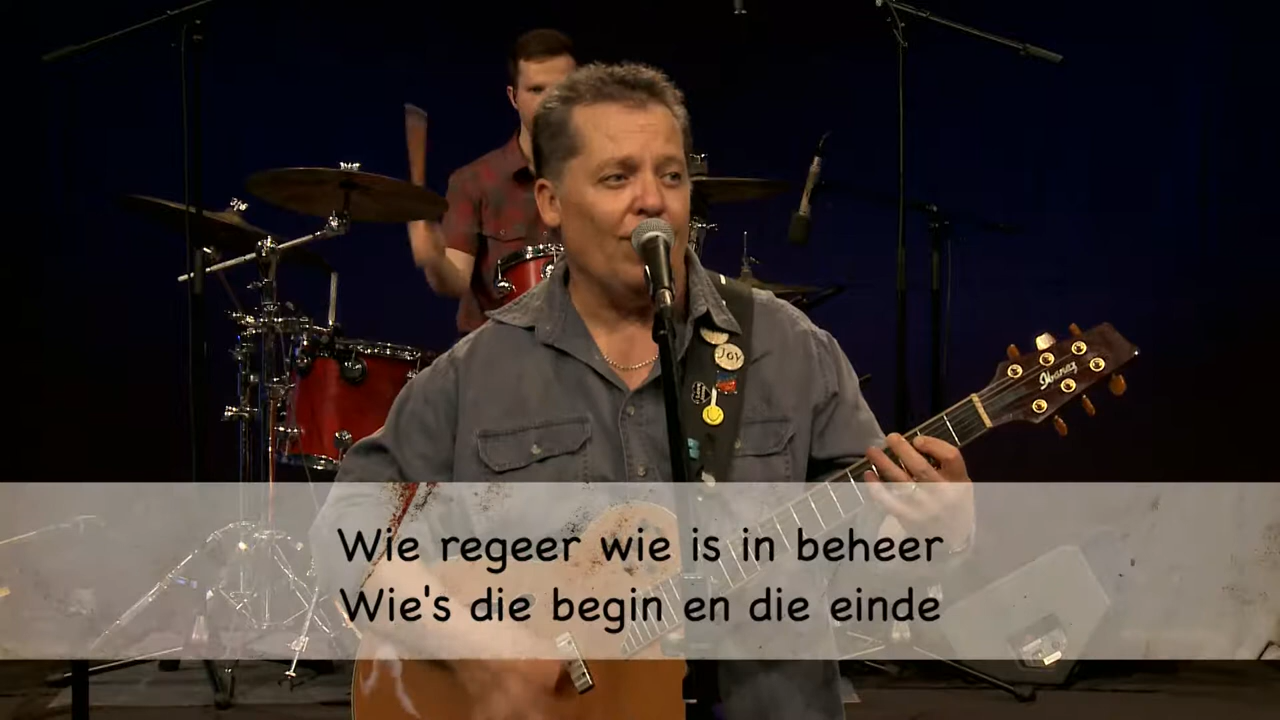 JOY
Ibanez
Wie regeer wie is in beheer
Wie's die begin en die einde